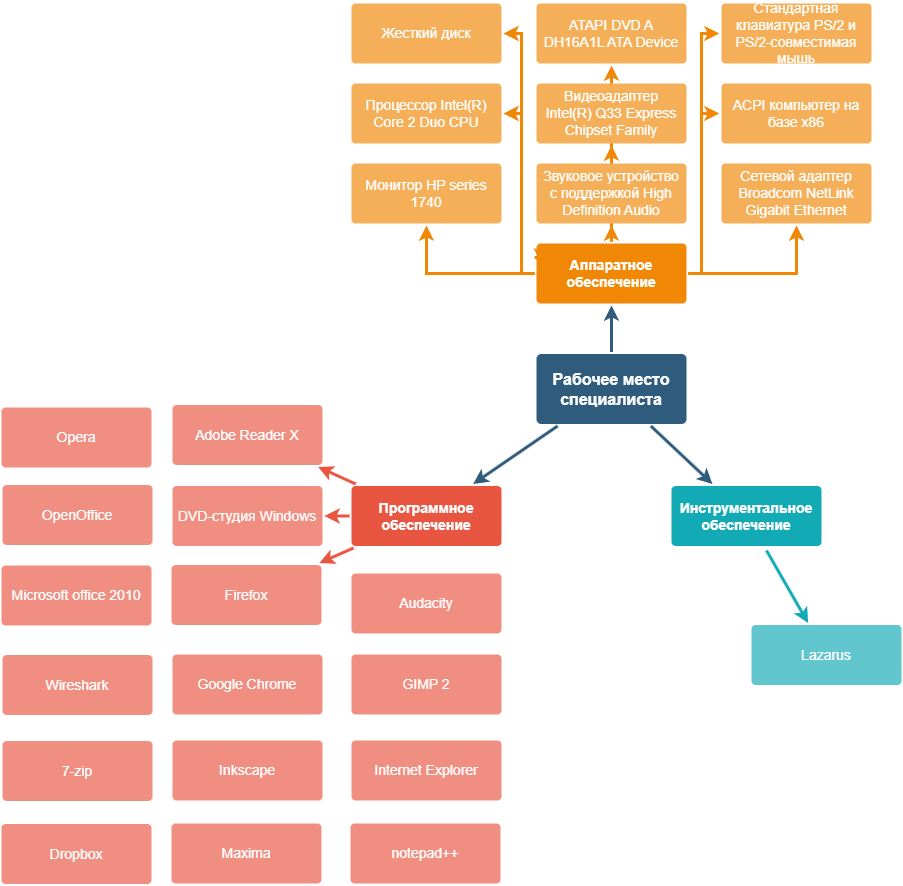 Жесткий диск
ATAPI DVD A
DH16A1L ATA Device
Стандартная
клавиатура PS/2 и
PS/2-совместимая
мышь
Процессор Intel(R)
Core 2 Duo CPU
Видеоадаптер
Intel(R) Q33 Express
Chipset Family
ACPI компьютер на
базе x86
Монитор HP series
1740
Звуковое устройство
с поддержкой High
Definition Audio
Сетевой адаптер
Broadcom NetLink
Gigabit Ethernet
Аппаратное
обеспечение
Рабочее место
специалиста
Opera
Adobe Reader X
OpenOffice
DVD-студия Windows
Программное
обеспечение
Инструментальное
обеспечение
Microsoft office 2010
Firefox
Audacity
Lazarus
Wireshark
Google Chrome
GIMP 2
7-zip
Inkscape
Internet Explorer
Dropbox
Maxima
notepad++